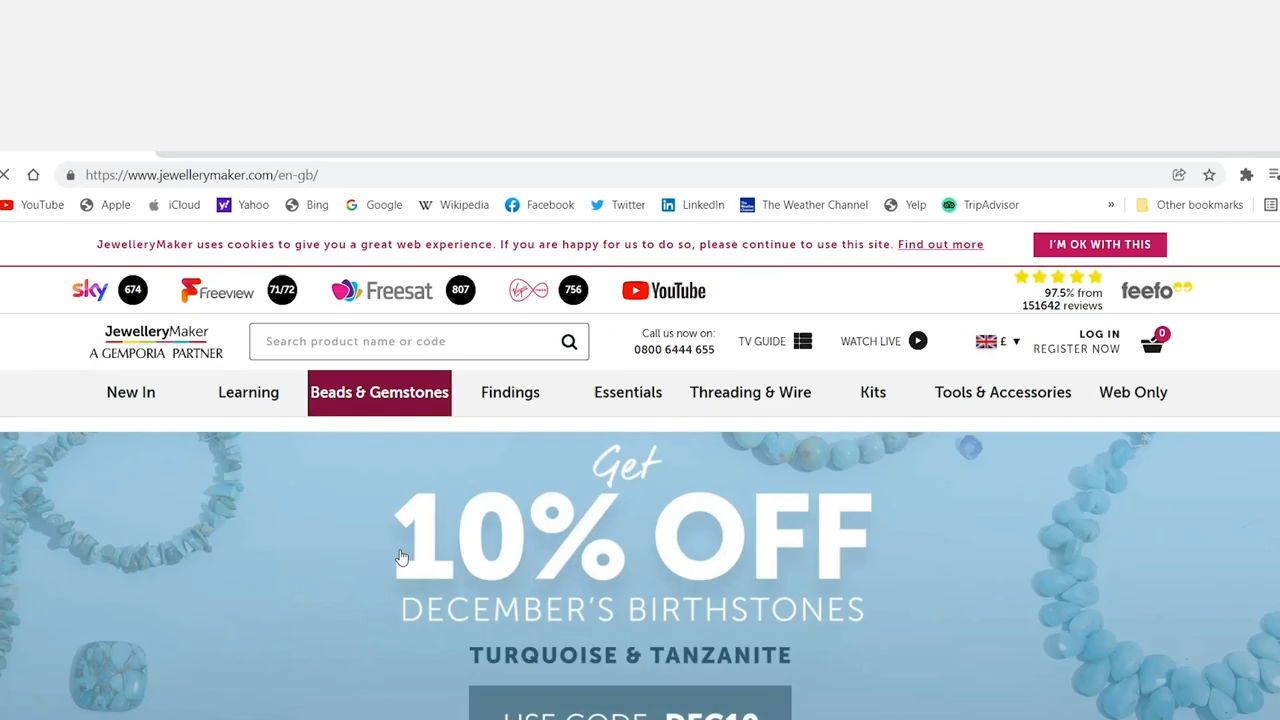 https://www.jewellerymaker.com/en-gb/
YouTube Apple iCloud Yahoo Bing Google Wikipedia Facebook Twitter LinkedIn The Weather Channel Yelp TripAdvisor » Other bookmarks
JewelleryMaker uses cookies to give you a great web experience. If you are happy for us to do so, please continue to use this site. Find out more
I'M OK WITH THIS
sky 674 Freeview 71/72 Freesat 807 Virgin 756 YouTube
97.5% from
151642 reviews
feefo
JewelleryMaker
A GEMPORIA PARTNER
Search product name or code
Call us now on:
0800 6444 655
TV GUIDE
WATCH LIVE
£ ▼
LOG IN
REGISTER NOW
0
New In Learning Beads & Gemstones Findings Essentials Threading & Wire Kits Tools & Accessories Web Only
Get
10% OFF
DECEMBER'S BIRTHSTONES
TURQUOISE & TANZANITE
USE CODE DEC10